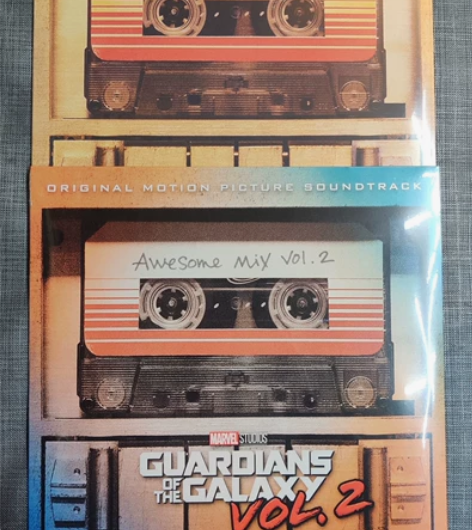 ORIGINAL MOTION PICTURE SOUNDTRACK
Awesome Mix Vol. 2
MARVEL STUDIOS
GUARDIANS
OF THE GALAXY
VOL. 2